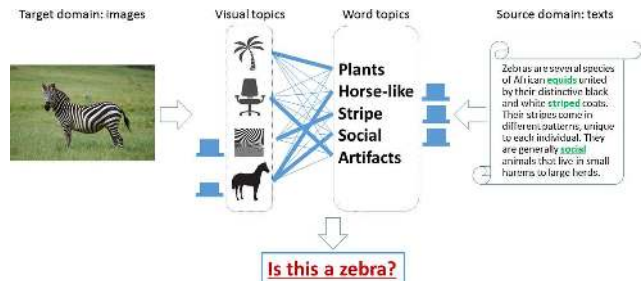 Target domain: images
Visual topics
Word topics
Source domain: texts
Plants
Horse-like
Stripe
Social
Artifacts
Zebras are several species
of African equids united
by their distinctive black
and white striped coats.
Their stripes come in
different patterns, unique
to each individual. They
are generally social
animals that live in small
harems to large herds.
Is this a zebra?